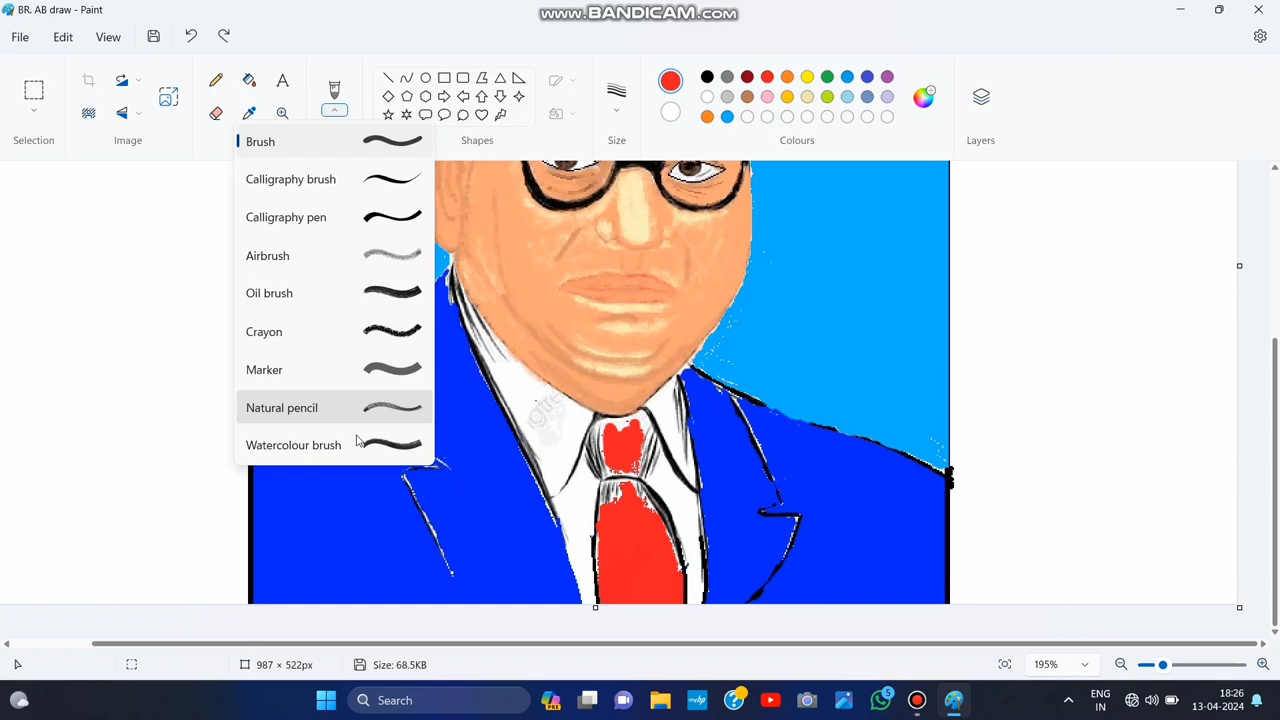 BR. AB draw - Paint
www.BANDICAM.com
File Edit View
Selection
Image
Shapes
Size
Colours
Layers
Brush
Calligraphy brush
Calligraphy pen
Airbrush
Oil brush
Crayon
Marker
Natural pencil
Watercolour brush
987 × 522px
Size: 68.5KB
195%
Search
PRE
5
ENG
IN
18:26
13-04-2024